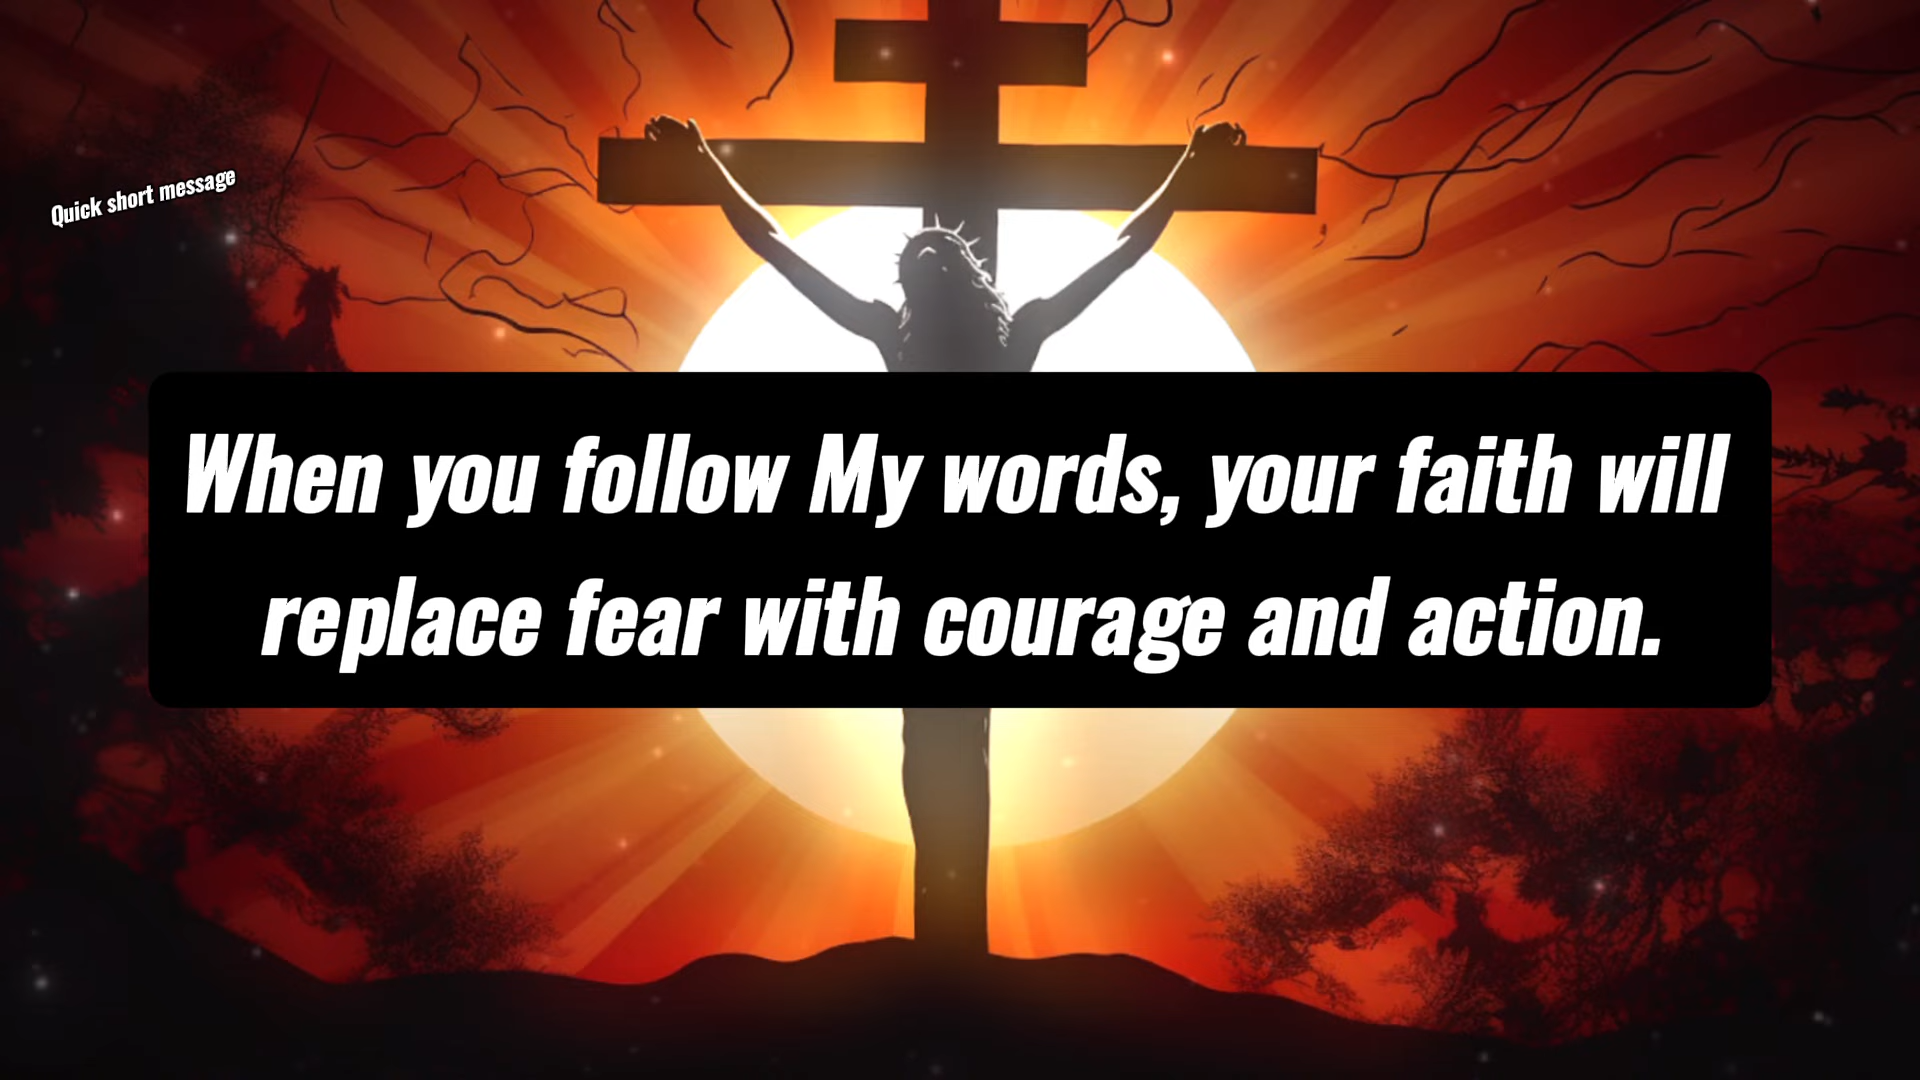 Quick short message
When you follow My words, your faith will
replace fear with courage and action.